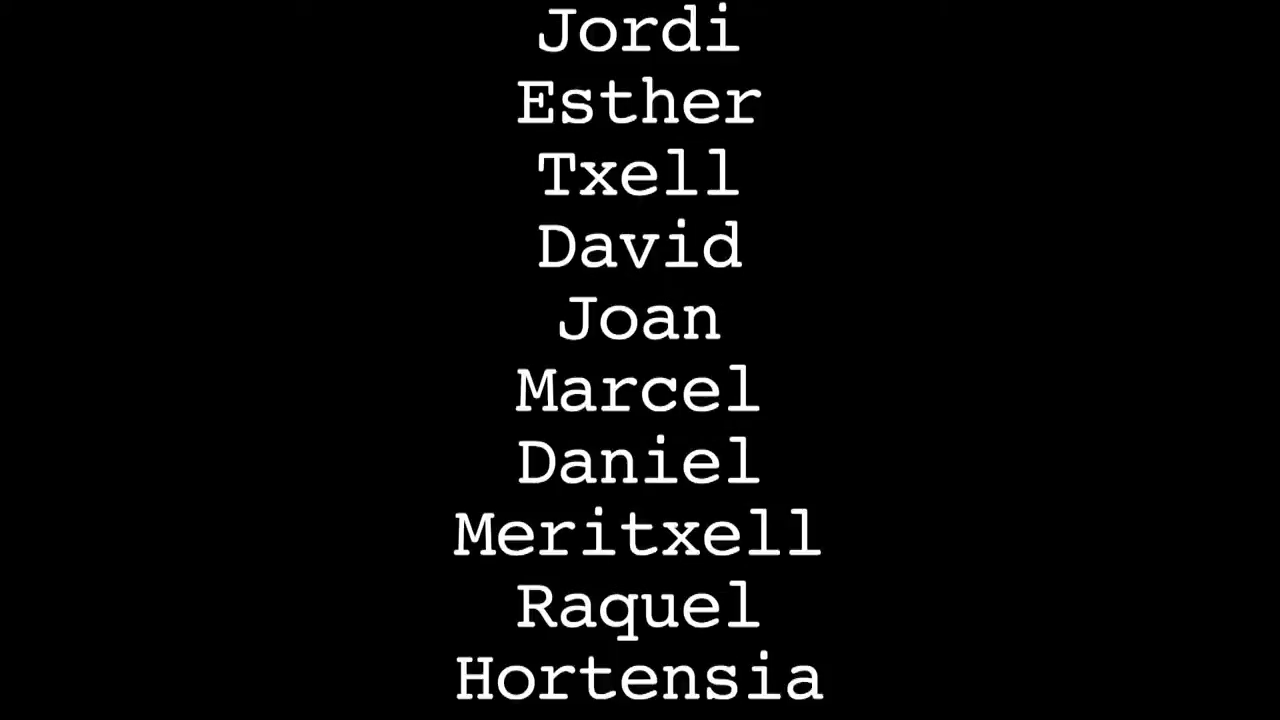 Jordi
Esther
Txell
David
Joan
Marcel
Daniel
Meritxell
Raquel
Hortensia